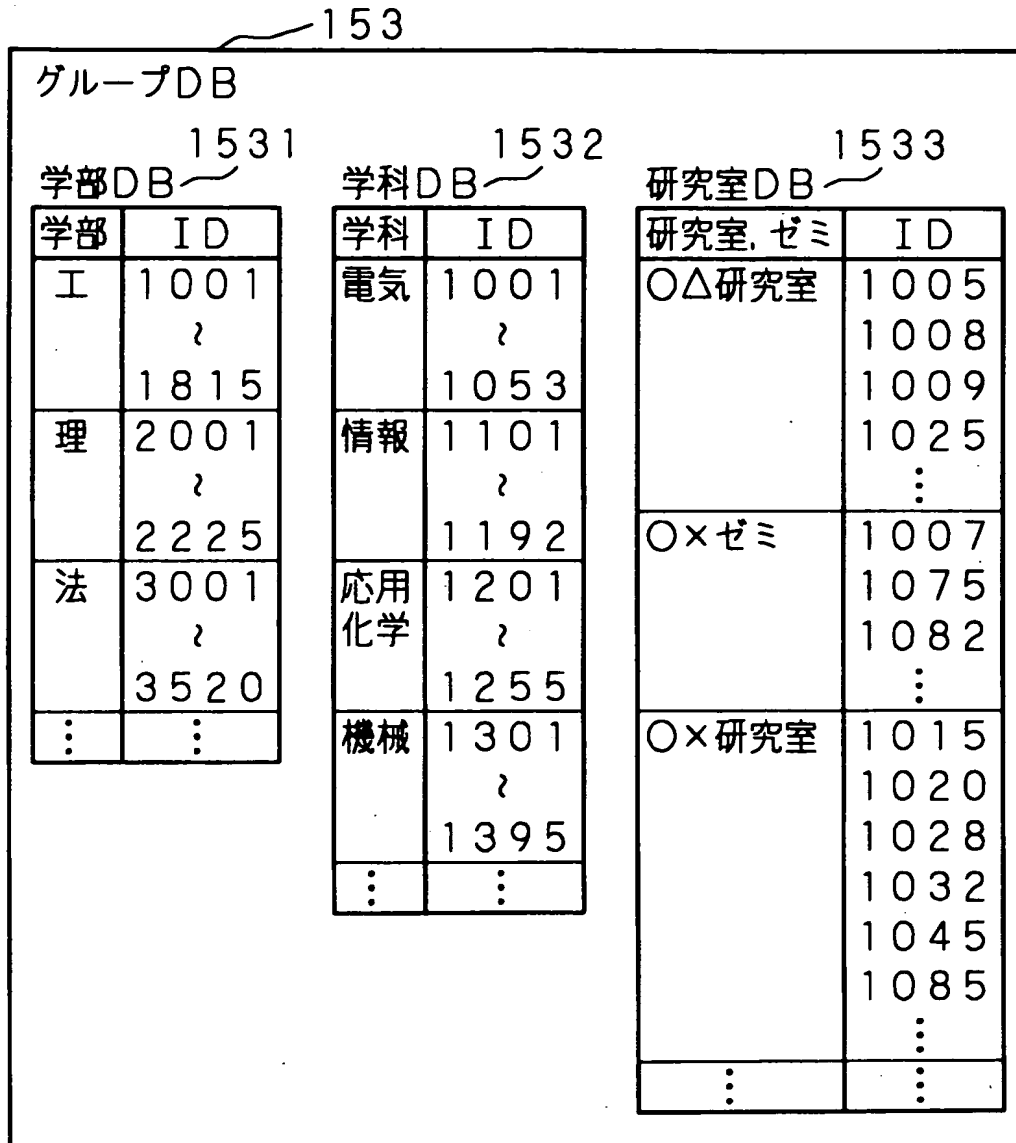 153
グループDB
1531
学部DB
学部 ID
工 1001
~
1815
理 2001
~
2225
法 3001
~
3520
⋮ ⋮
1532
学科DB
学科 ID
電気 1001
~
1053
情報 1101
~
1192
応用 1201
化学 ~
1255
機械 1301
~
1395
⋮ ⋮
1533
研究室DB
研究室,ゼミ ID
○△研究室 1005
1008
1009
1025
⋮
○×ゼミ 1007
1075
1082
⋮
○×研究室 1015
1020
1028
1032
1045
1085
⋮
⋮ ⋮